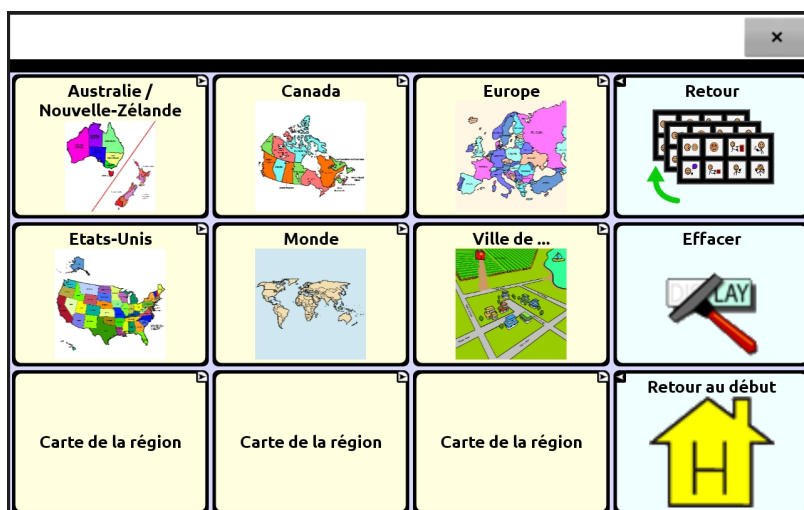 ×
Australie /
Nouvelle-Zélande
Canada
Europe
Retour
Etats-Unis
Monde
Ville de ...
Effacer
LAY
Carte de la région
Carte de la région
Carte de la région
Retour au début
H